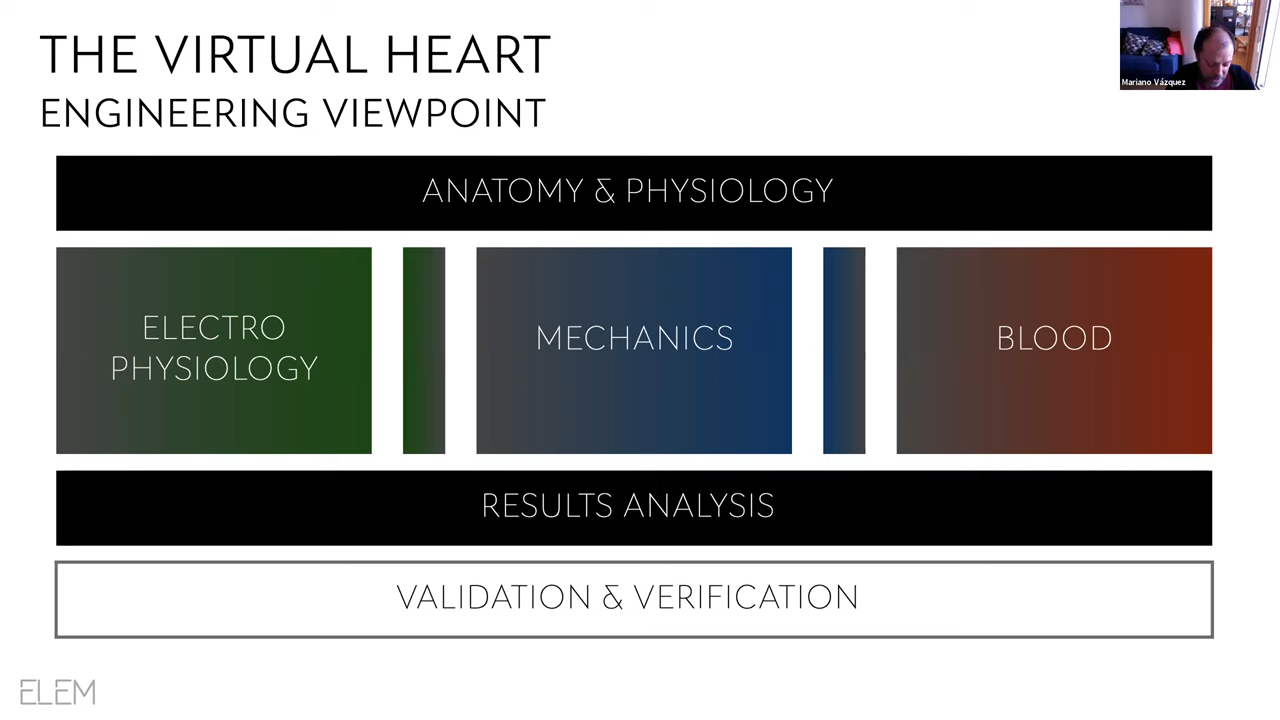 THE VIRTUAL HEART
ENGINEERING VIEWPOINT
Mariano Vázquez
ANATOMY & PHYSIOLOGY
ELECTRO
PHYSIOLOGY
MECHANICS
BLOOD
RESULTS ANALYSIS
VALIDATION & VERIFICATION
ELEM